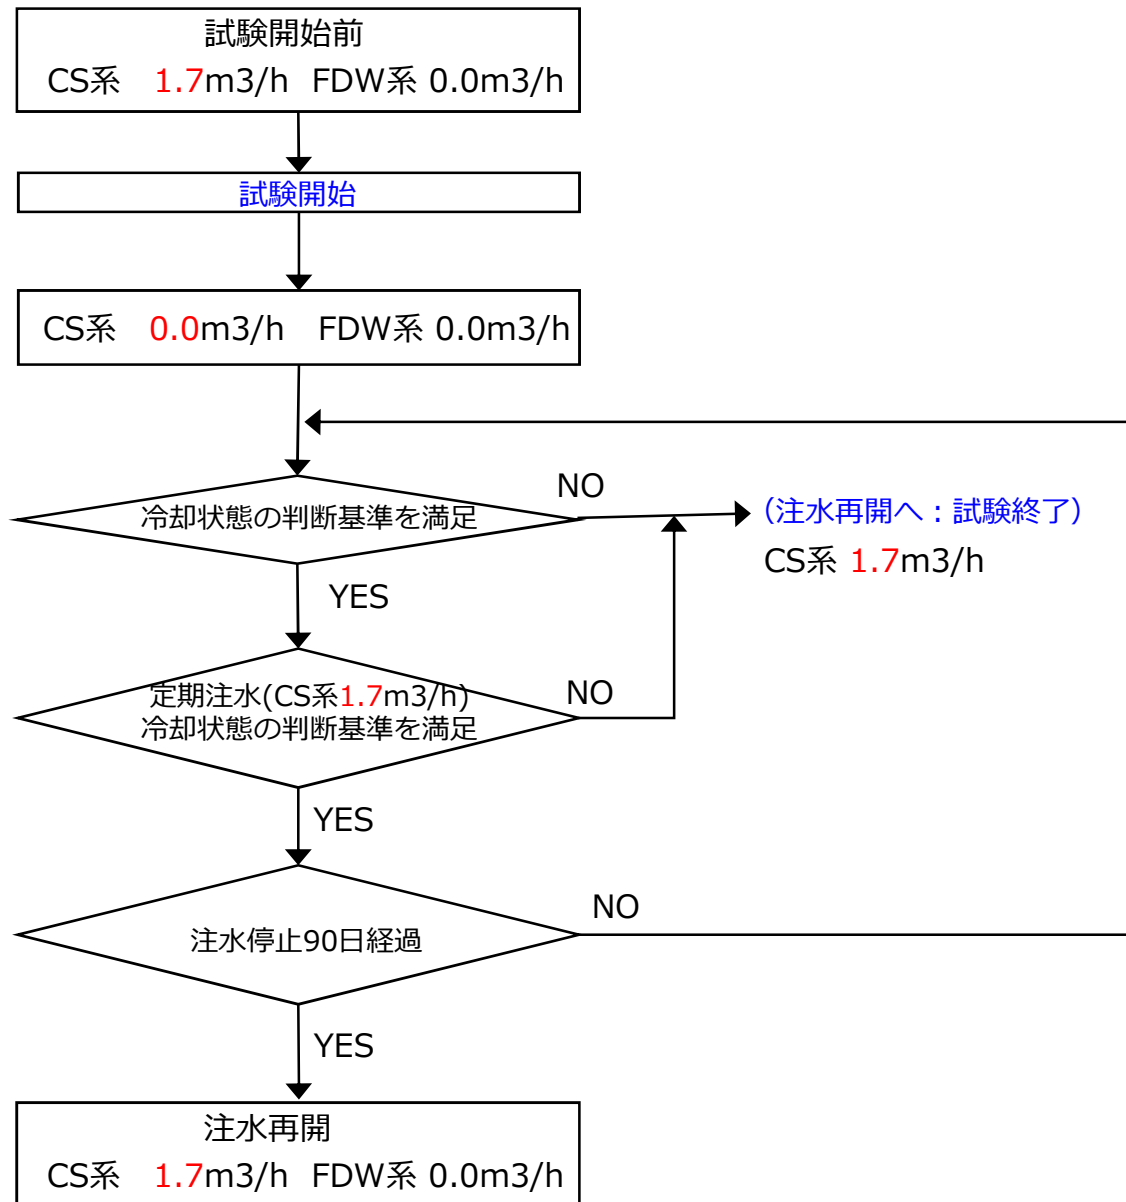 試験開始前
CS系 1.7m3/h FDW系 0.0m3/h
試験開始
CS系 0.0m3/h FDW系 0.0m3/h
NO
冷却状態の判断基準を満足
(注水再開へ：試験終了)
CS系 1.7m3/h
YES
定期注水(CS系1.7m3/h)
冷却状態の判断基準を満足
NO
YES
注水停止90日経過
NO
YES
注水再開
CS系 1.7m3/h FDW系 0.0m3/h